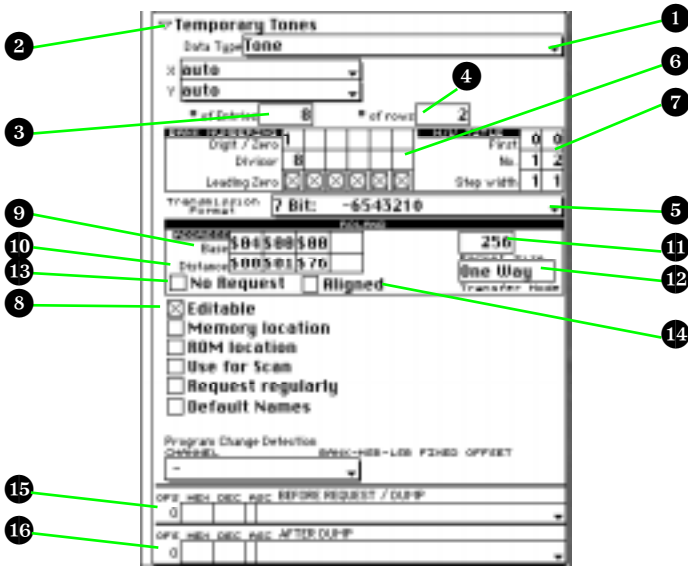 Temporary Tones
Data Type Tone
X auto
Y auto
# of Entries 8 # of rows 2
BANK NUMBERING
Digit / Zero 1 First 0 0
Divisor 8 No. 1 2
Leading Zero Step width 1 1
Transmission Format 7 Bit: -6543210
ROLAND
ADDRESS
Base $04 $00 $00 256
Distance $00 $01 $76 One Way
No Request Aligned Transfer Mode
Editable
Memory location
ROM location
Use for Scan
Request regularly
Default Names
Program Change Detection
CHANNEL BANK-MSB-LSB FIXED OFFSET
-
OFS HEX DEC ASC BEFORE REQUEST / DUMP
0
OFS HEX DEC ASC AFTER DUMP
0
1
2
3
4
5
6
7
8
9
10
11
12
13
14
15
16